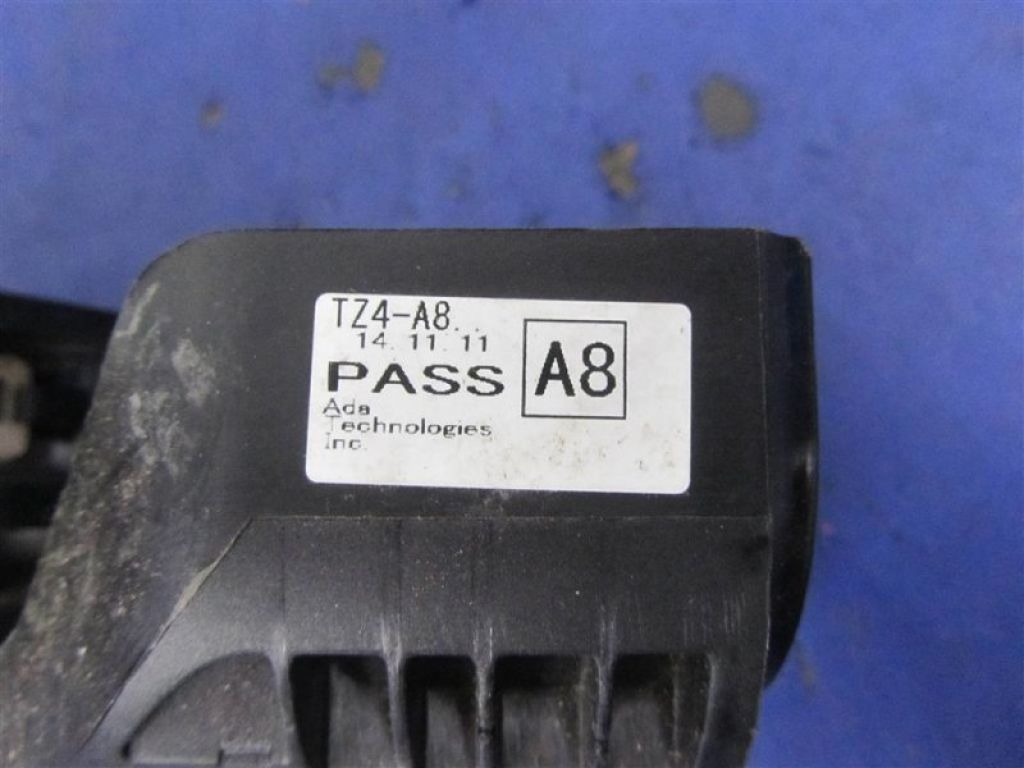 TZ4-A8..
14.11.11
PASS
Ada
Technologies
Inc.
A8